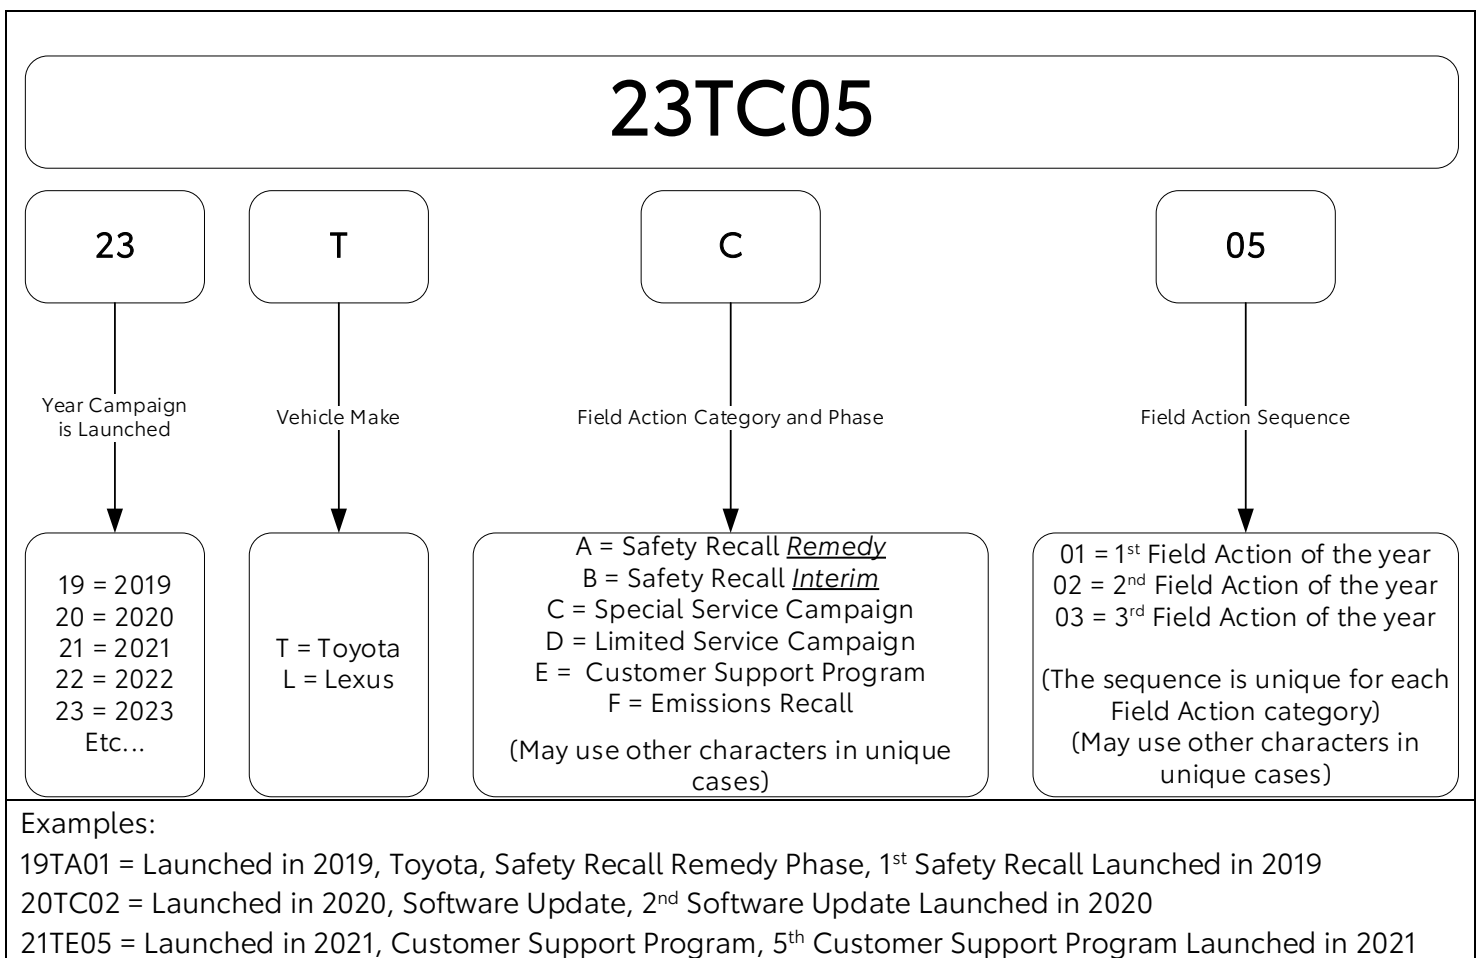 23TC05
23
T
C
05
Year Campaign
is Launched
Vehicle Make
Field Action Category and Phase
Field Action Sequence
19 = 2019
20 = 2020
21 = 2021
22 = 2022
23 = 2023
Etc...
T = Toyota
L = Lexus
A = Safety Recall Remedy
B = Safety Recall Interim
C = Special Service Campaign
D = Limited Service Campaign
E =  Customer Support Program
F = Emissions Recall
(May use other characters in unique
cases)
01 = 1st Field Action of the year
02 = 2nd Field Action of the year
03 = 3rd Field Action of the year
(The sequence is unique for each
Field Action category)
(May use other characters in
unique cases)
Examples:
19TA01 = Launched in 2019, Toyota, Safety Recall Remedy Phase, 1st Safety Recall Launched in 2019
20TC02 = Launched in 2020, Software Update, 2nd Software Update Launched in 2020
21TE05 = Launched in 2021, Customer Support Program, 5th Customer Support Program Launched in 2021